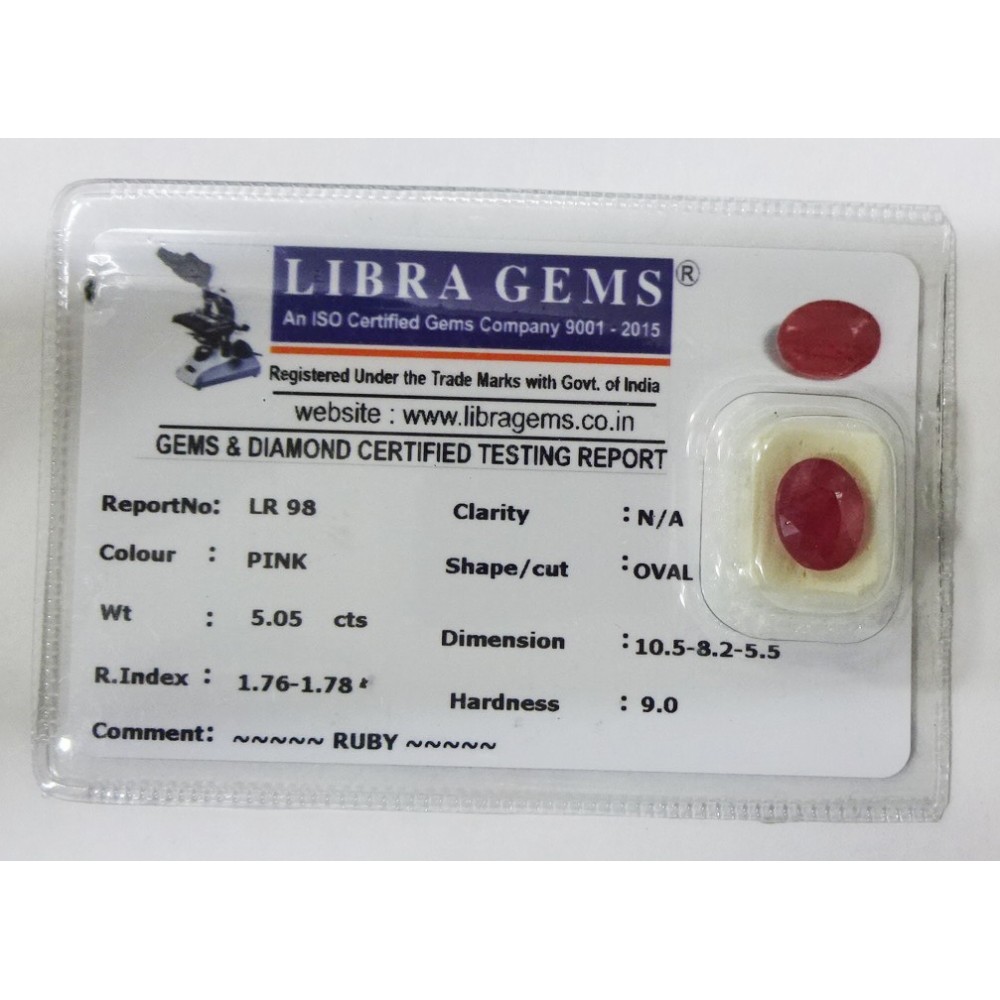 LIBRA GEMS®
An ISO Certified Gems Company 9001 - 2015
Registered Under the Trade Marks with Govt. of India
website : www.libragems.co.in
GEMS & DIAMOND CERTIFIED TESTING REPORT
ReportNo: LR 98
Colour : PINK
Wt : 5.05 cts
R.Index : 1.76-1.78
Comment: ~~~~~ RUBY ~~~~~
Clarity : N/A
Shape/cut : OVAL
Dimension : 10.5-8.2-5.5
Hardness : 9.0